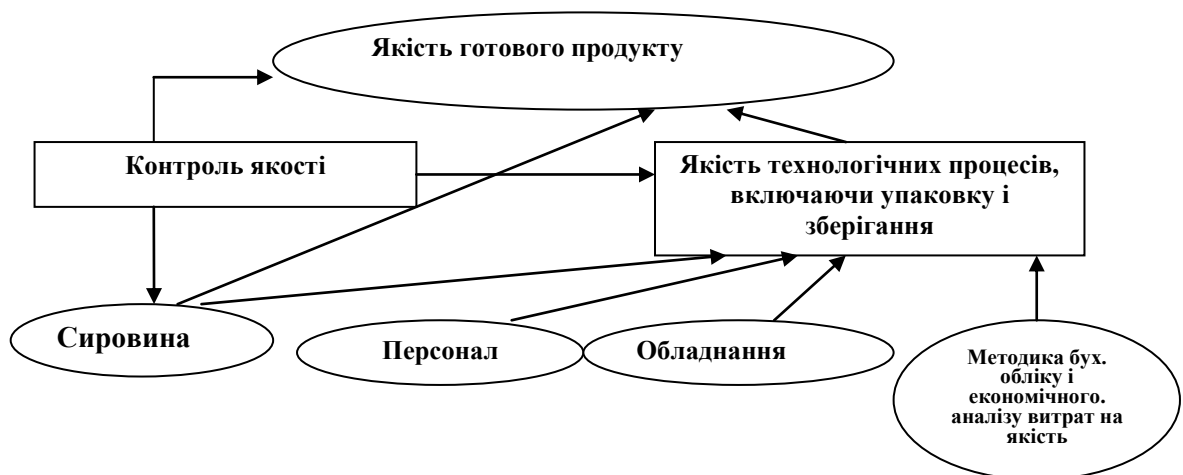 Якість готового продукту
Контроль якості
Якість технологічних процесів,
включаючи упаковку і
зберігання
Сировина
Персонал
Обладнання
Методика бух.
обліку і
економічного.
аналізу витрат на
якість